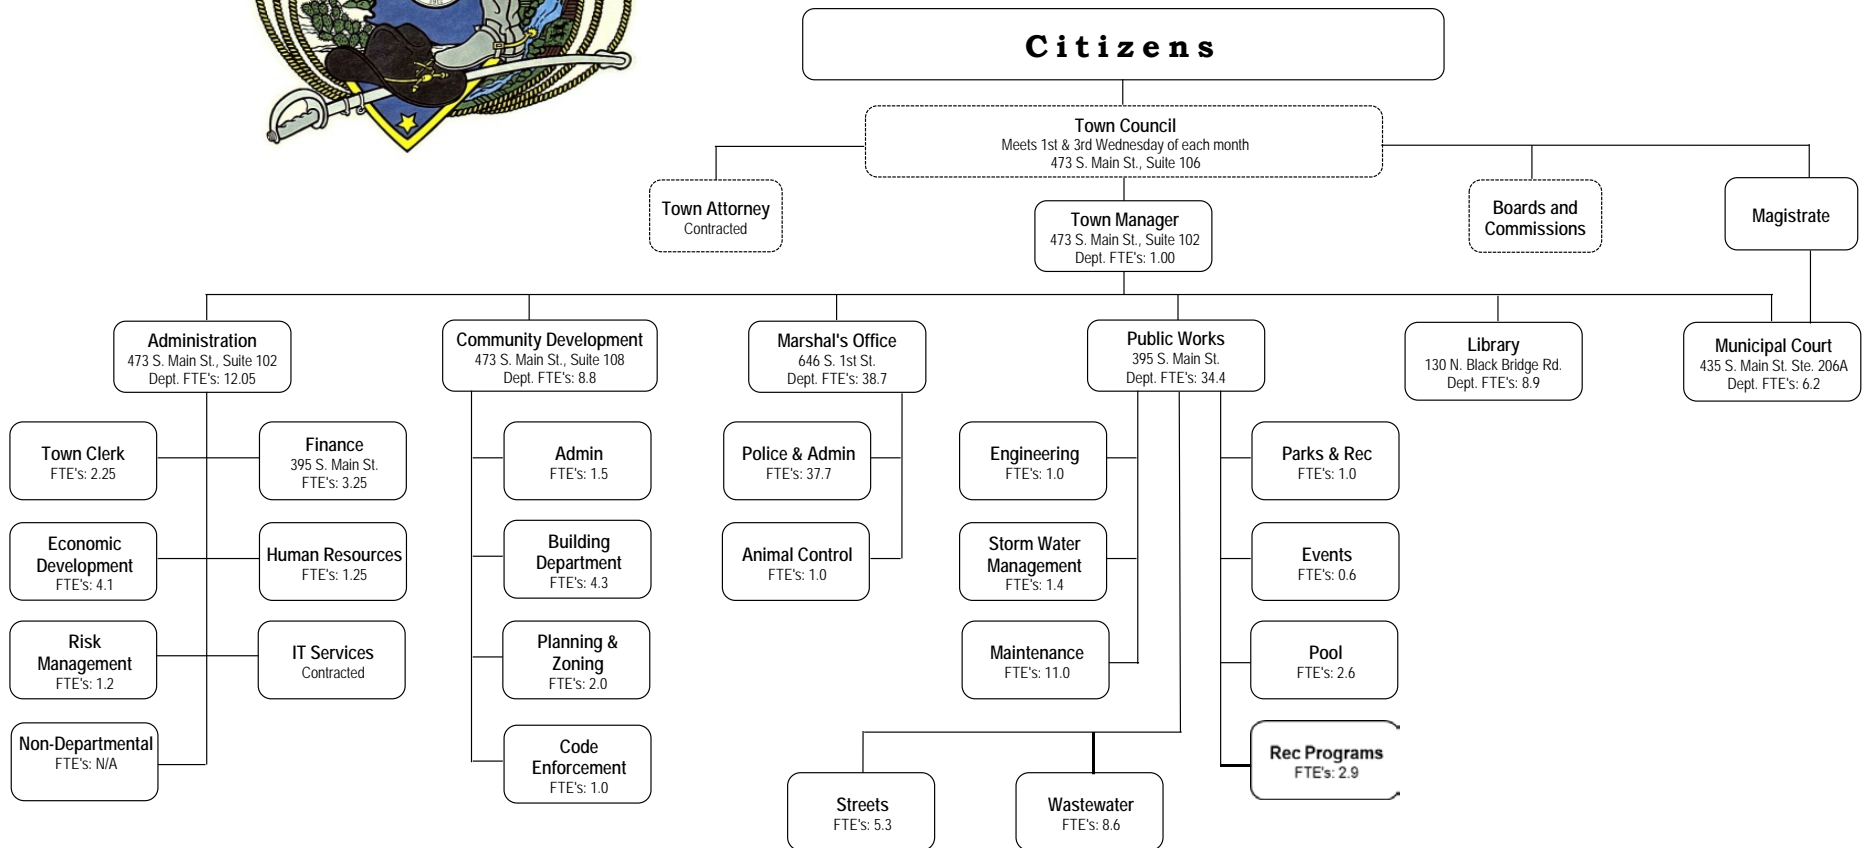 Citizens
Town Council
Meets 1st & 3rd Wednesday of each month
473 S. Main St., Suite 106
Town Attorney
Contracted
Town Manager
473 S. Main St., Suite 102
Dept. FTE's: 1.00
Boards and
Commissions
Magistrate
Administration
473 S. Main St., Suite 102
Dept. FTE's: 12.05
Community Development
473 S. Main St., Suite 108
Dept. FTE's: 8.8
Marshal's Office
646 S. 1st St.
Dept. FTE's: 38.7
Public Works
395 S. Main St.
Dept. FTE's: 34.4
Library
130 N. Black Bridge Rd.
Dept. FTE's: 8.9
Municipal Court
435 S. Main St. Ste. 206A
Dept. FTE's: 6.2
Town Clerk
FTE's: 2.25
Finance
395 S. Main St.
FTE's: 3.25
Economic
Development
FTE's: 4.1
Human Resources
FTE's: 1.25
Risk
Management
FTE's: 1.2
IT Services
Contracted
Non-Departmental
FTE's: N/A
Admin
FTE's: 1.5
Building
Department
FTE's: 4.3
Planning &
Zoning
FTE's: 2.0
Code
Enforcement
FTE's: 1.0
Police & Admin
FTE's: 37.7
Animal Control
FTE's: 1.0
Engineering
FTE's: 1.0
Storm Water
Management
FTE's: 1.4
Maintenance
FTE's: 11.0
Parks & Rec
FTE's: 1.0
Events
FTE's: 0.6
Pool
FTE's: 2.6
Rec Programs
FTE's: 2.9
Streets
FTE's: 5.3
Wastewater
FTE's: 8.6